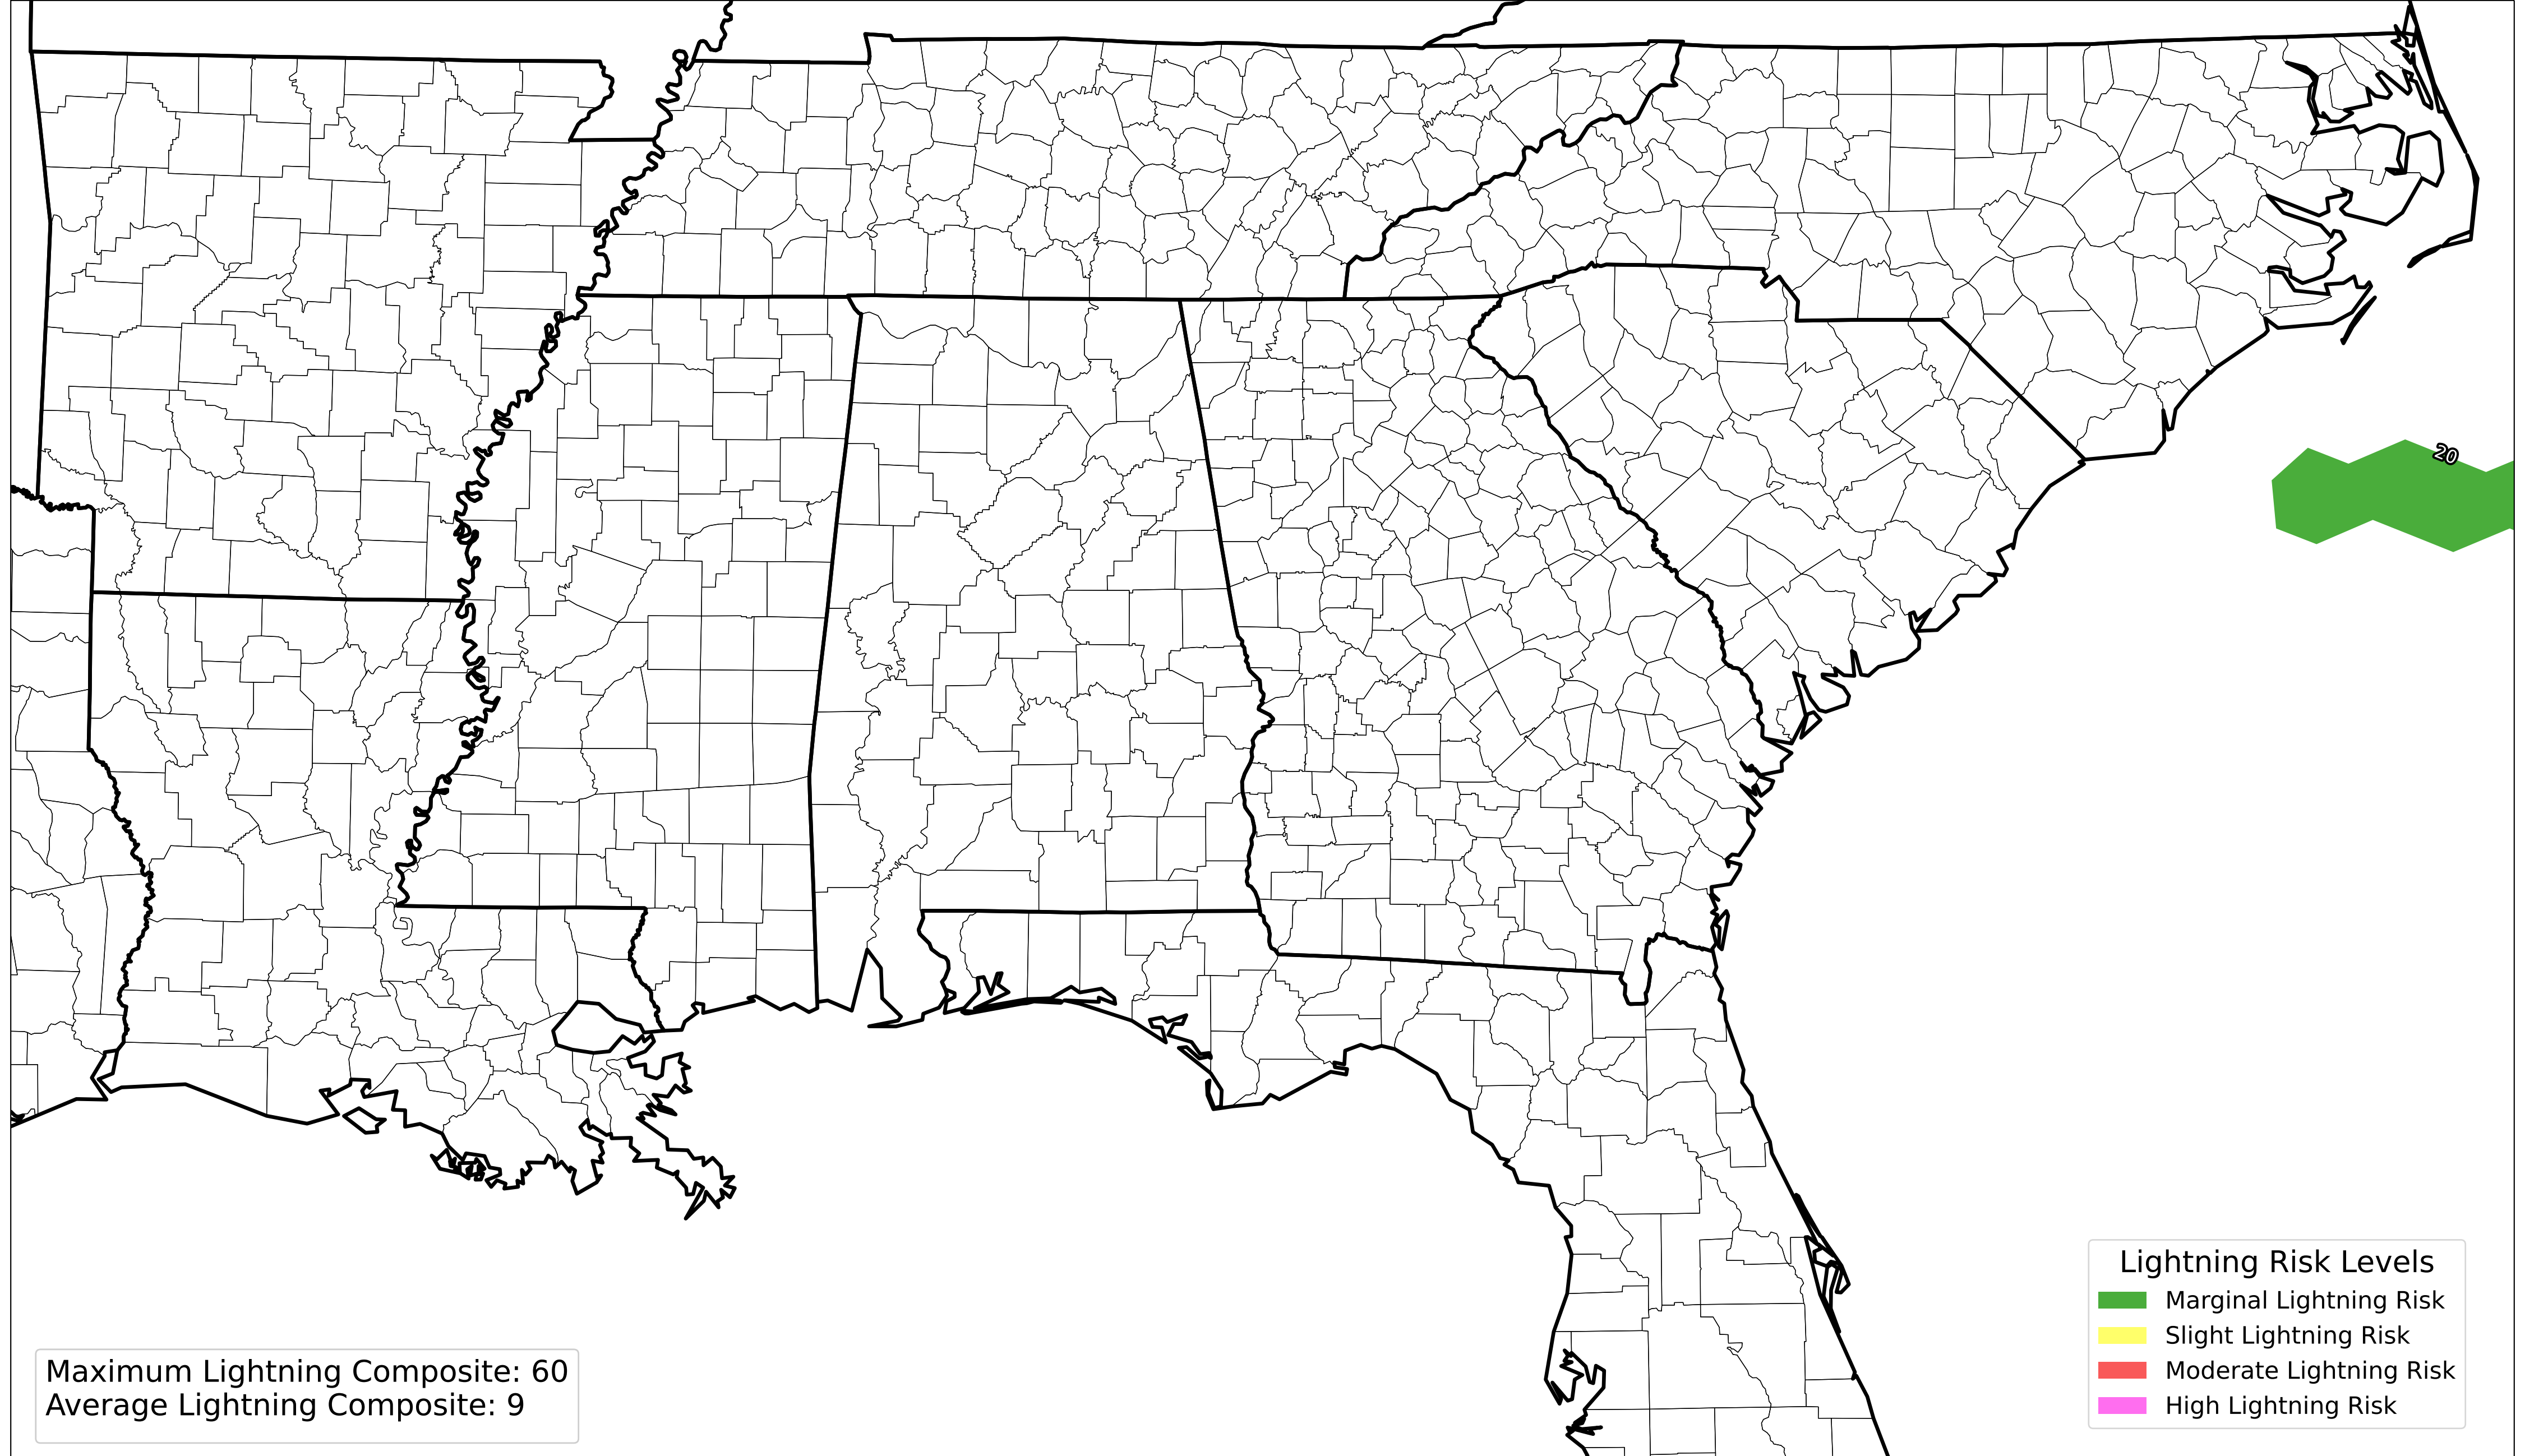 20
Lightning Risk Levels
Marginal Lightning Risk
Slight Lightning Risk
Moderate Lightning Risk
High Lightning Risk
Maximum Lightning Composite: 60
Average Lightning Composite: 9